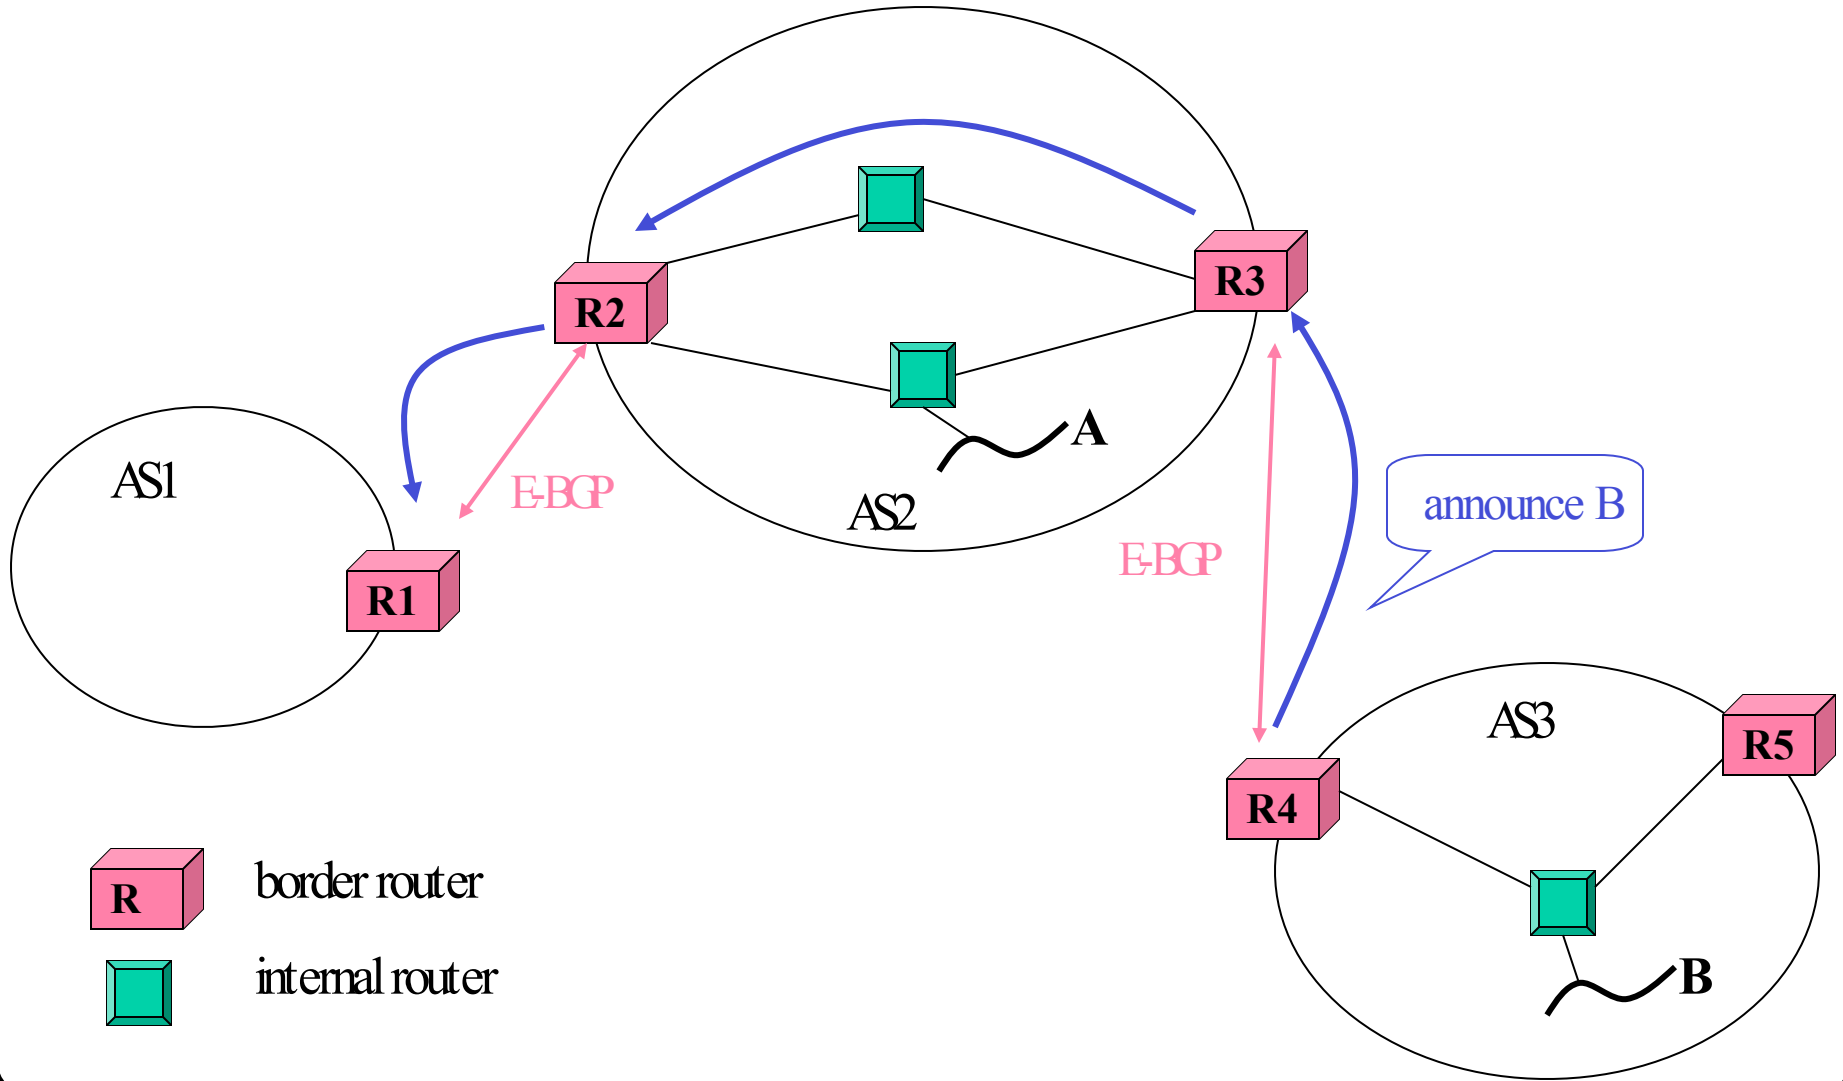 R3
R2
A
AS1
E-BGP
AS2
announce B
E-BGP
R1
AS3
R5
R4
R
border router
internal router
B